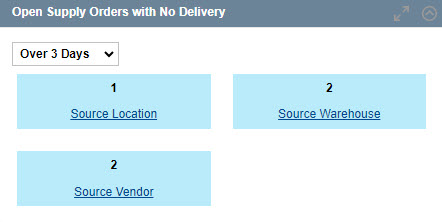 Open Supply Orders with No Delivery
Over 3 Days
1
2
Source Location
Source Warehouse
2
Source Vendor